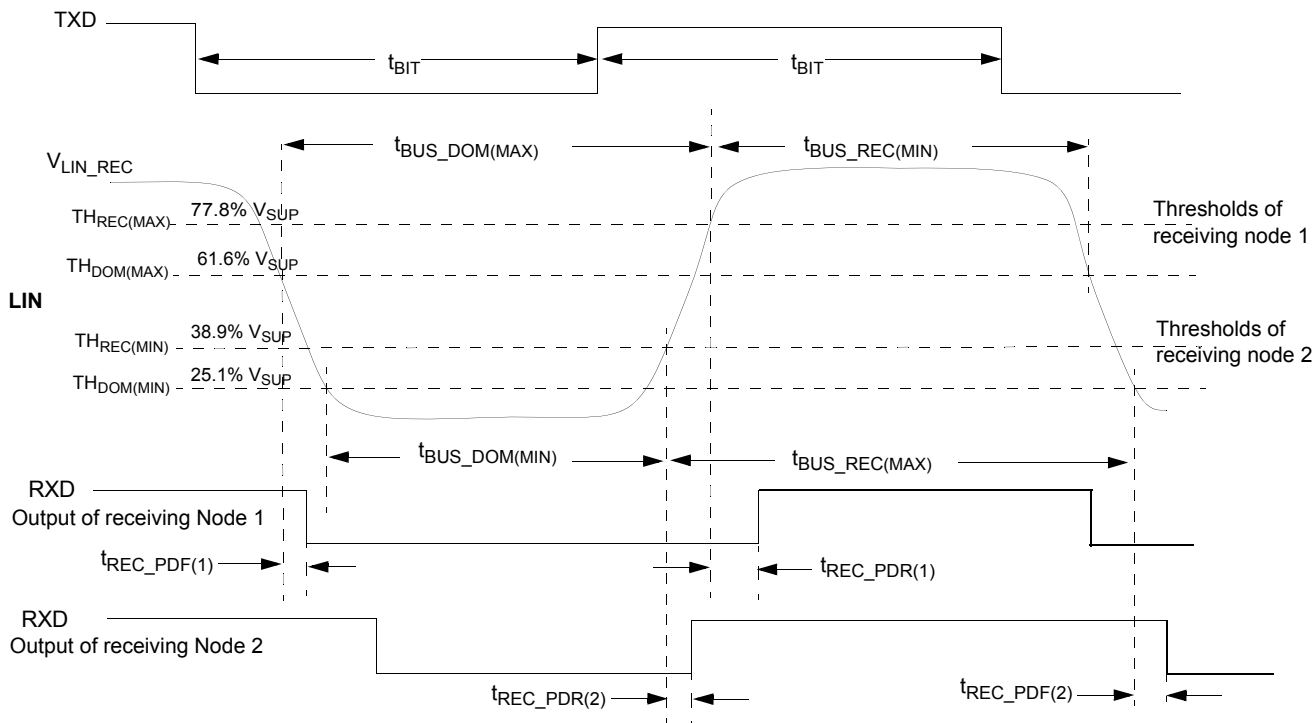 TXD
tBIT
tBIT
tBUS_DOM(MAX)
tBUS_REC(MIN)
VLIN_REC
THREC(MAX) 77.8% VSUP
Thresholds of
receiving node 1
THDOM(MAX) 61.6% VSUP
LIN
THREC(MIN) 38.9% VSUP
Thresholds of
receiving node 2
THDOM(MIN) 25.1% VSUP
tBUS_DOM(MIN)
tBUS_REC(MAX)
RXD
Output of receiving Node 1
tREC_PDF(1)
tREC_PDR(1)
RXD
Output of receiving Node 2
tREC_PDR(2)
tREC_PDF(2)